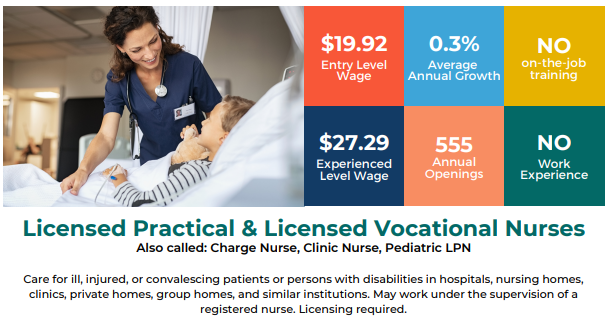 $19.92
Entry Level
Wage
0.3%
Average
Annual Growth
NO
on-the-job
training
$27.29
Experienced
Level Wage
555
Annual
Openings
NO
Work
Experience
Licensed Practical & Licensed Vocational Nurses
Also called: Charge Nurse, Clinic Nurse, Pediatric LPN
Care for ill, injured, or convalescing patients or persons with disabilities in hospitals, nursing homes,
clinics, private homes, group homes, and similar institutions. May work under the supervision of a
registered nurse. Licensing required.